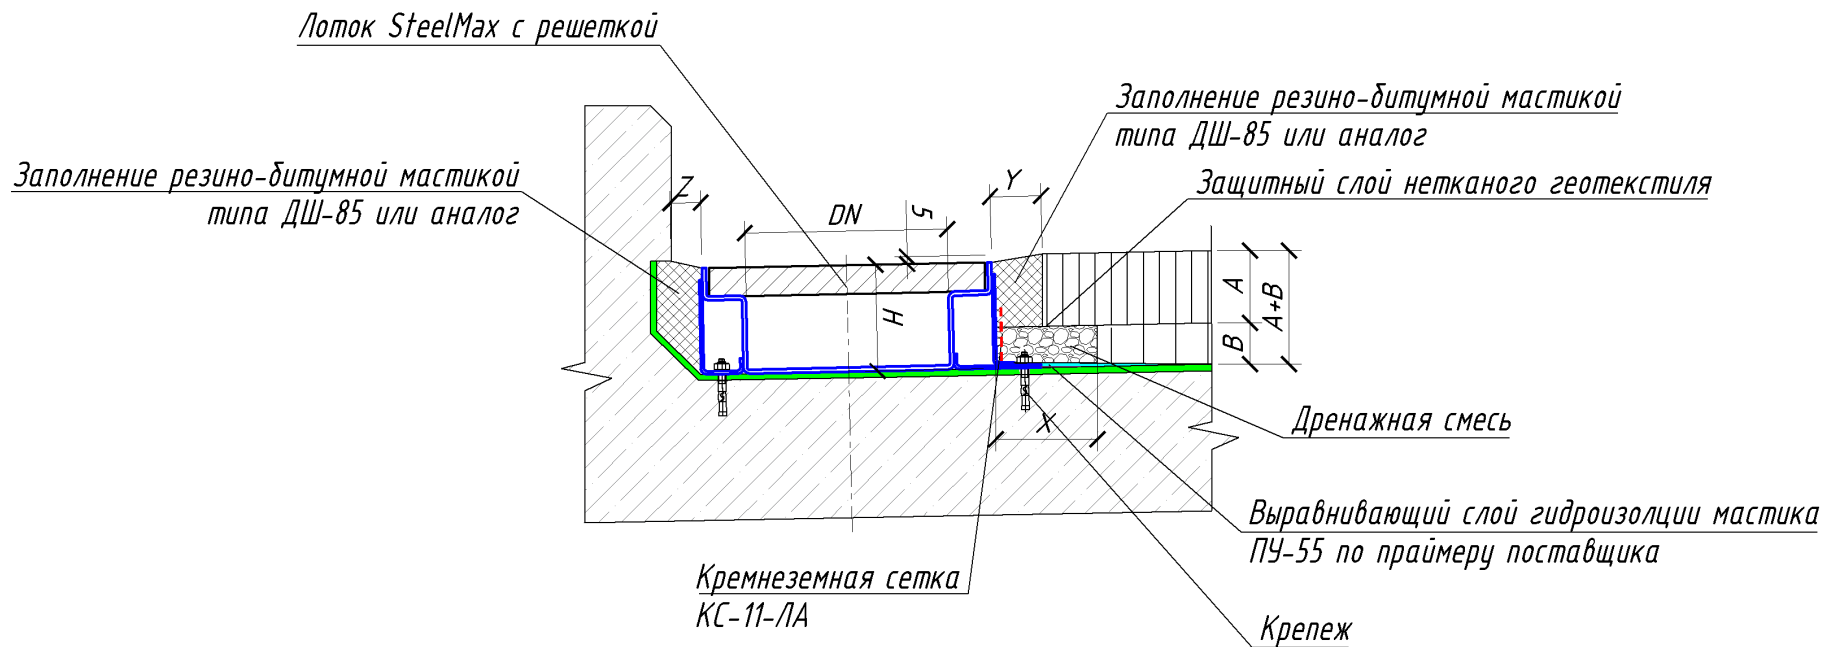 Лоток SteelMax с решеткой
Заполнение резино-битумной мастикой
типа ДШ-85 или аналог
Заполнение резино-битумной мастикой
типа ДШ-85 или аналог
Защитный слой нетканого геотекстиля
Z
DN
5
Y
H
A
A+B
B
X
Дренажная смесь
Выравнивающий слой гидроизолции мастика
ПУ-55 по праймеру поставщика
Кремнеземная сетка
КС-11-ЛА
Крепеж